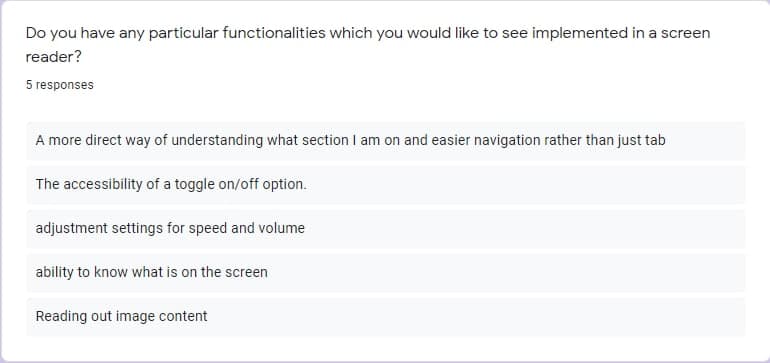 Do you have any particular functionalities which you would like to see implemented in a screen
reader?
5 responses
A more direct way of understanding what section I am on and easier navigation rather than just tab
The accessibility of a toggle on/off option.
adjustment settings for speed and volume
ability to know what is on the screen
Reading out image content